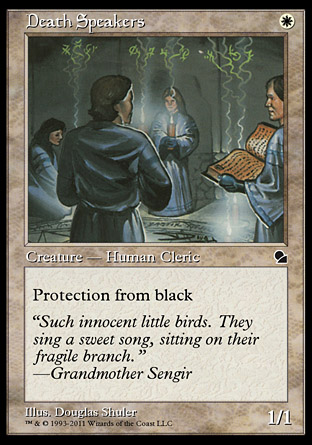 Death Speakers
Creature — Human Cleric
Protection from black
“Such innocent little birds. They
sing a sweet song, sitting on their
fragile branch.”
—Grandmother Sengir
Illus. Douglas Shuler
™ & © 1993-2011 Wizards of the Coast LLC
1/1